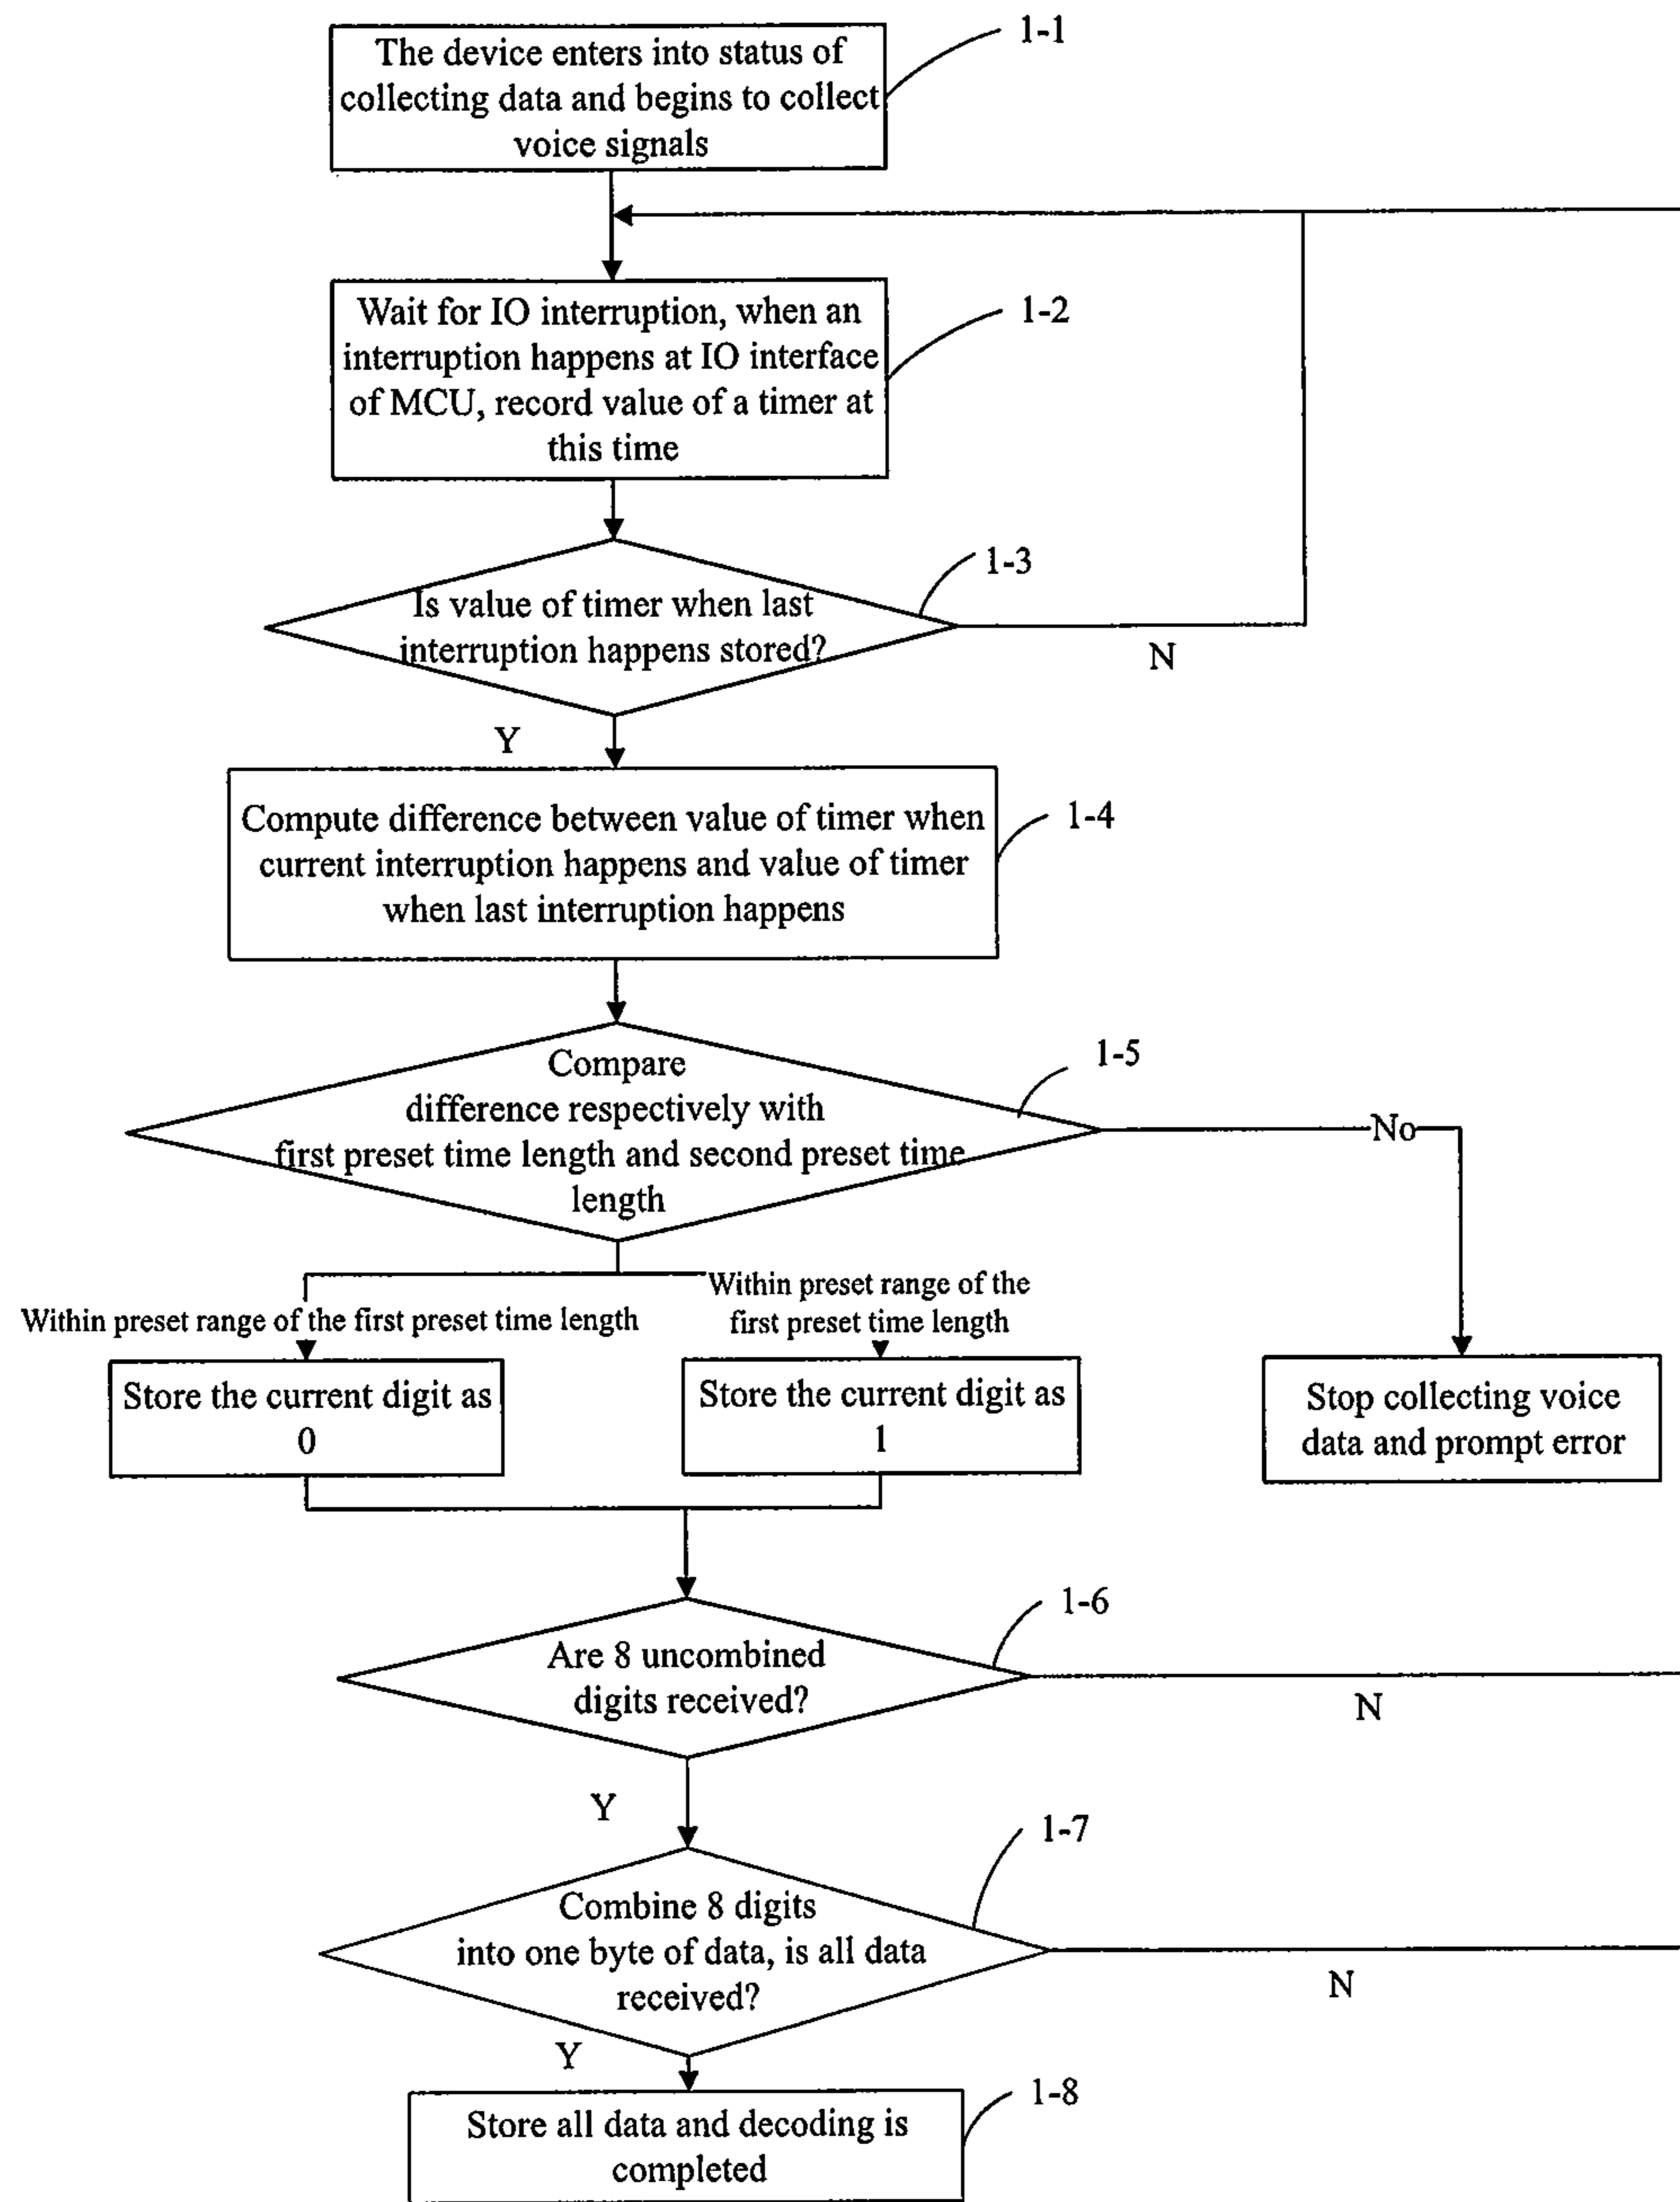 The device enters into status of
collecting data and begins to collect
voice signals
1-1
Wait for IO interruption, when an
interruption happens at IO interface
of MCU, record value of a timer at
this time
1-2
Is value of timer when last
interruption happens stored?
1-3
N
Y
Compute difference between value of timer when
current interruption happens and value of timer
when last interruption happens
1-4
Compare
difference respectively with
first preset time length and second preset time
length
1-5
No
Within preset range of the first preset time length
Within preset range of the
first preset time length
Store the current digit as
0
Store the current digit as
1
Stop collecting voice
data and prompt error
Are 8 uncombined
digits received?
1-6
N
Y
Combine 8 digits
into one byte of data, is all data
received?
1-7
N
Y
Store all data and decoding is
completed
1-8